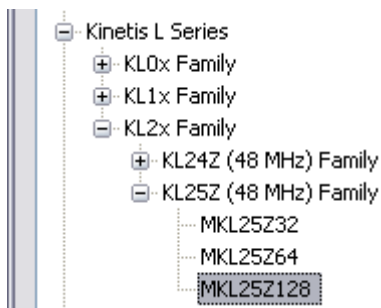 Kinetis L Series
KL0x Family
KL1x Family
KL2x Family
KL24Z (48 MHz) Family
KL25Z (48 MHz) Family
MKL25Z32
MKL25Z64
MKL25Z128